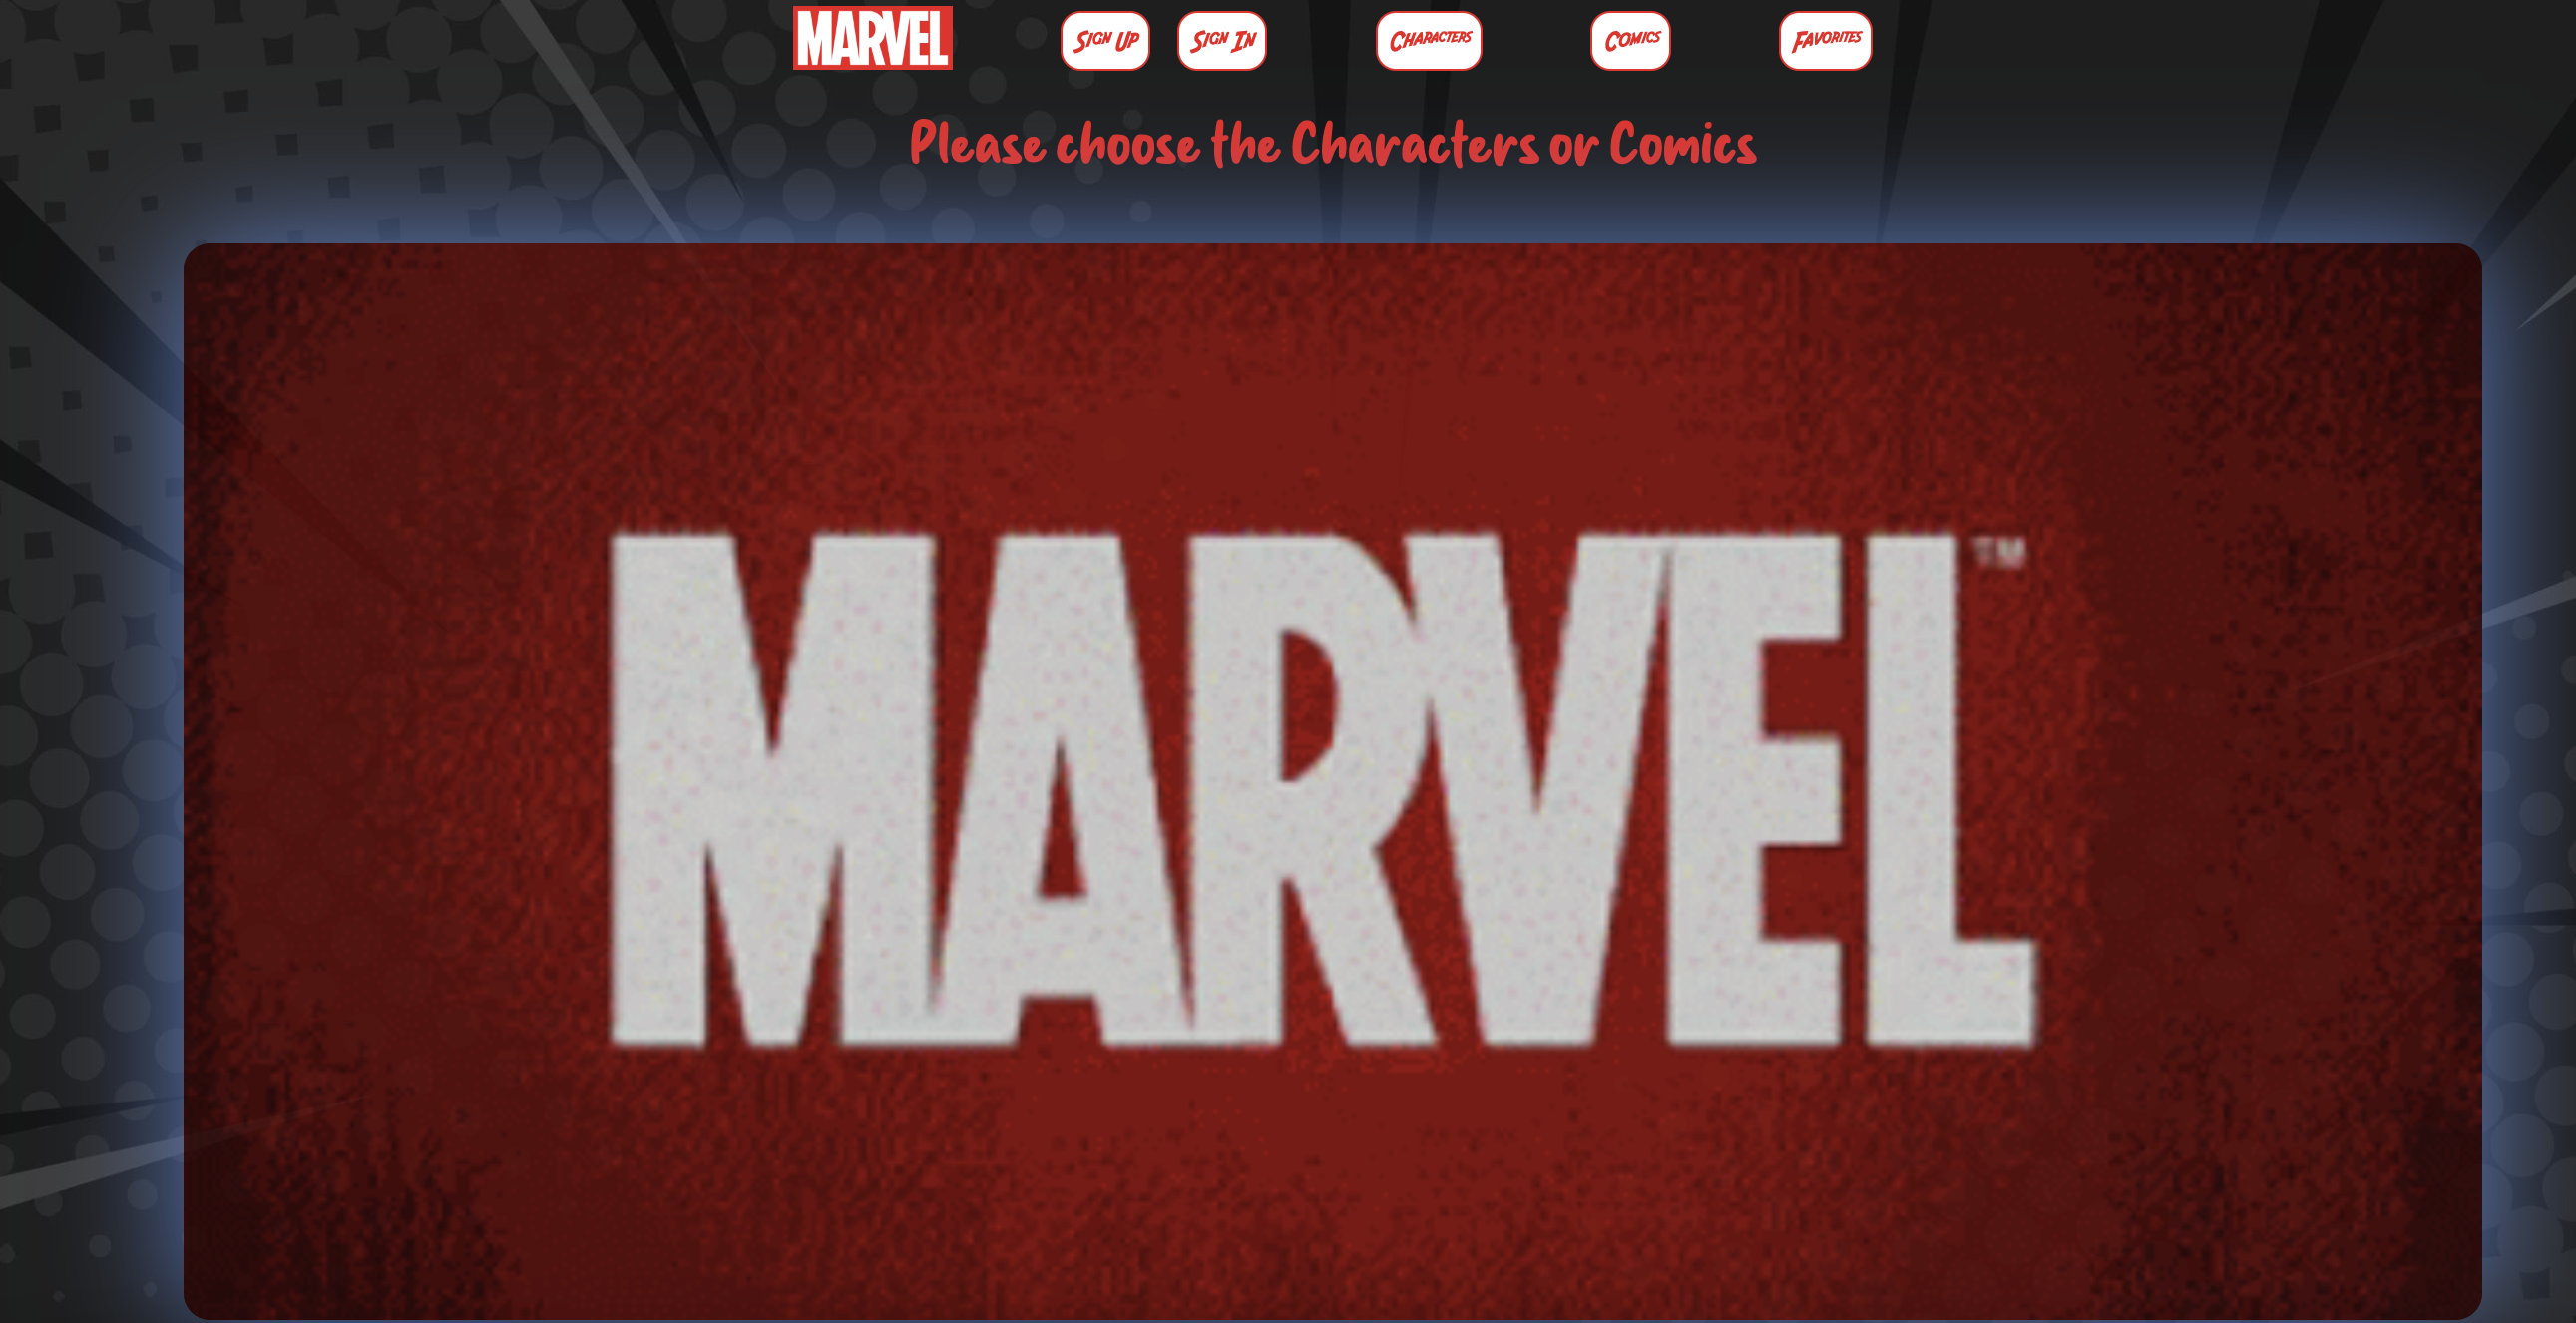 MARVEL
Sign Up
Sign In
Characters
Comics
Favorites
Please choose the Characters or Comics
MARVEL™